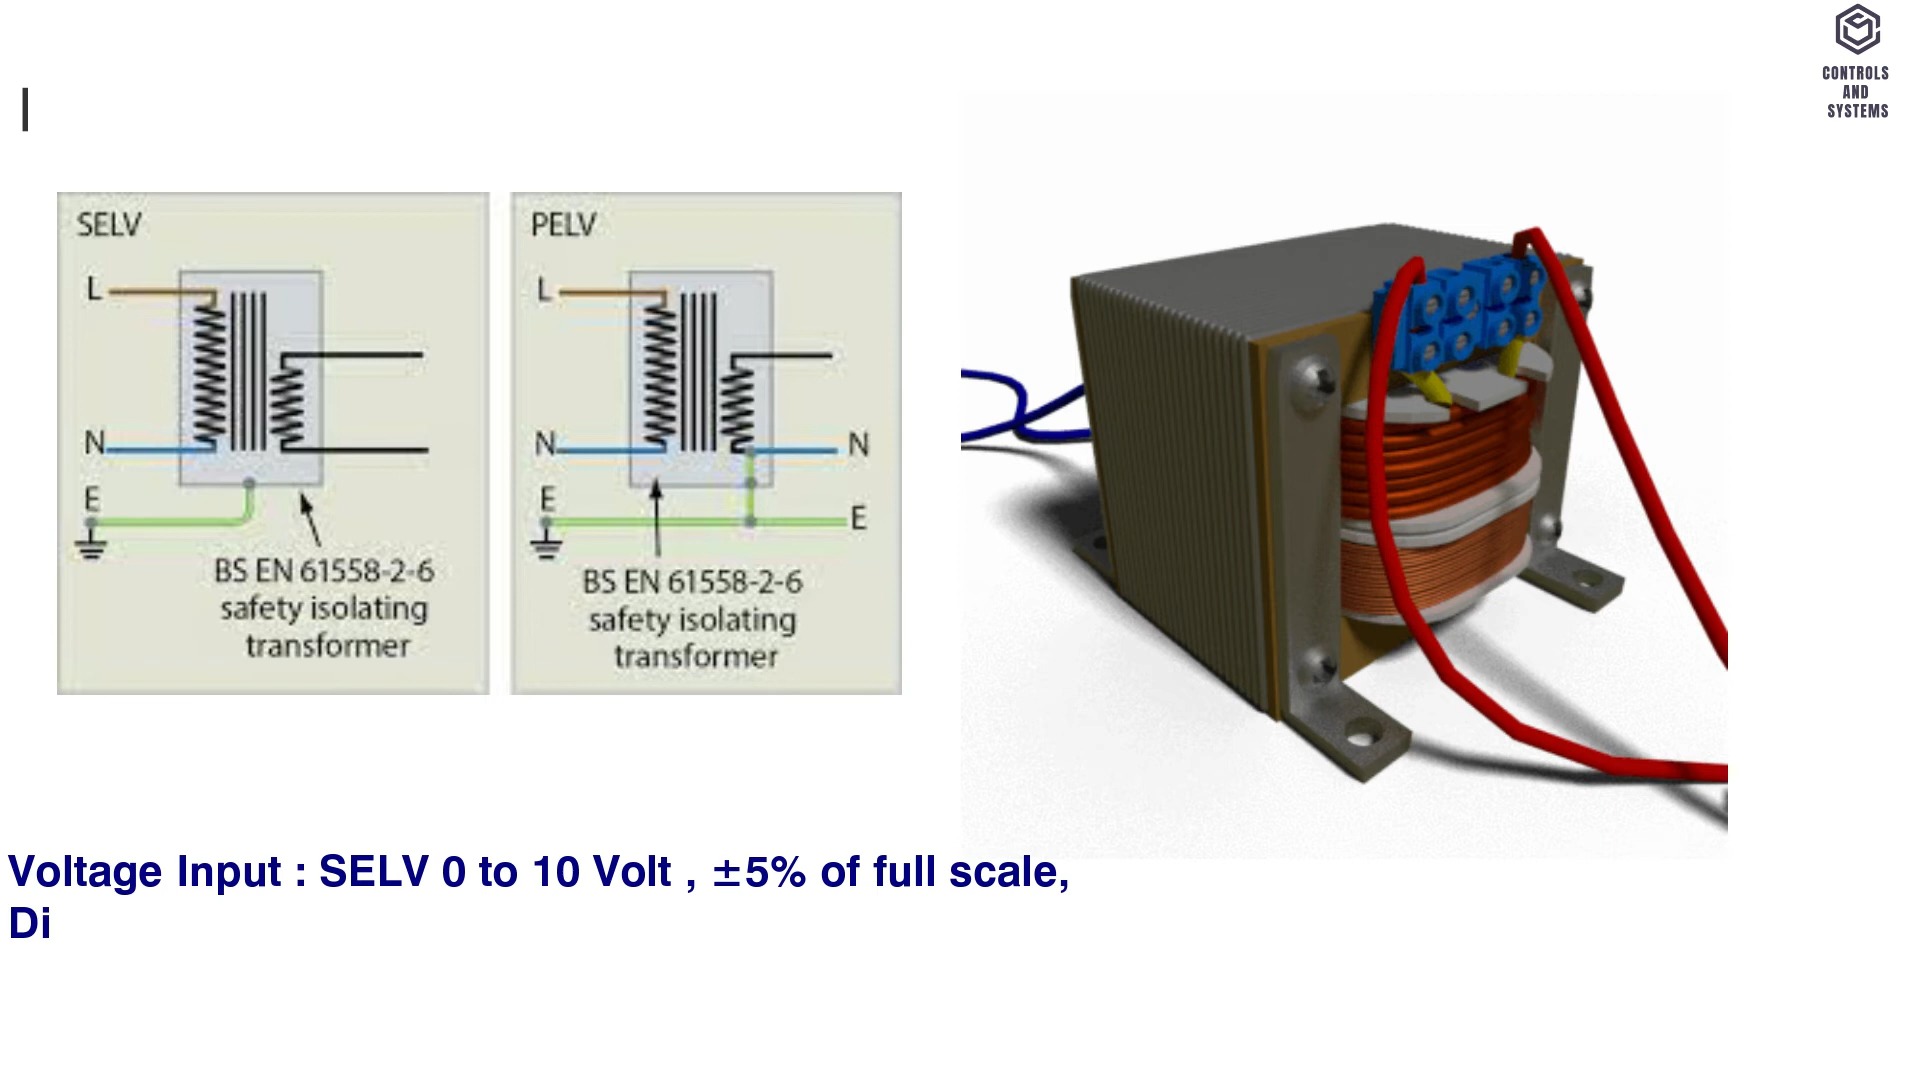 CONTROLS
AND
SYSTEMS
|
SELV
L
N
E
BS EN 61558-2-6
safety isolating
transformer
PELV
L
N
N
E
E
BS EN 61558-2-6
safety isolating
transformer
Voltage Input : SELV 0 to 10 Volt , ±5% of full scale,
Di